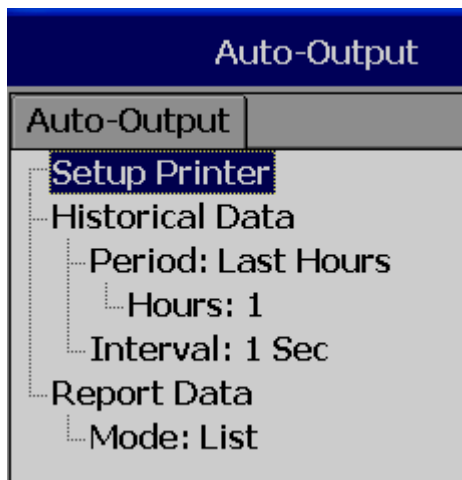 Auto-Output
Auto-Output
Setup Printer
Historical Data
Period: Last Hours
Hours: 1
Interval: 1 Sec
Report Data
Mode: List